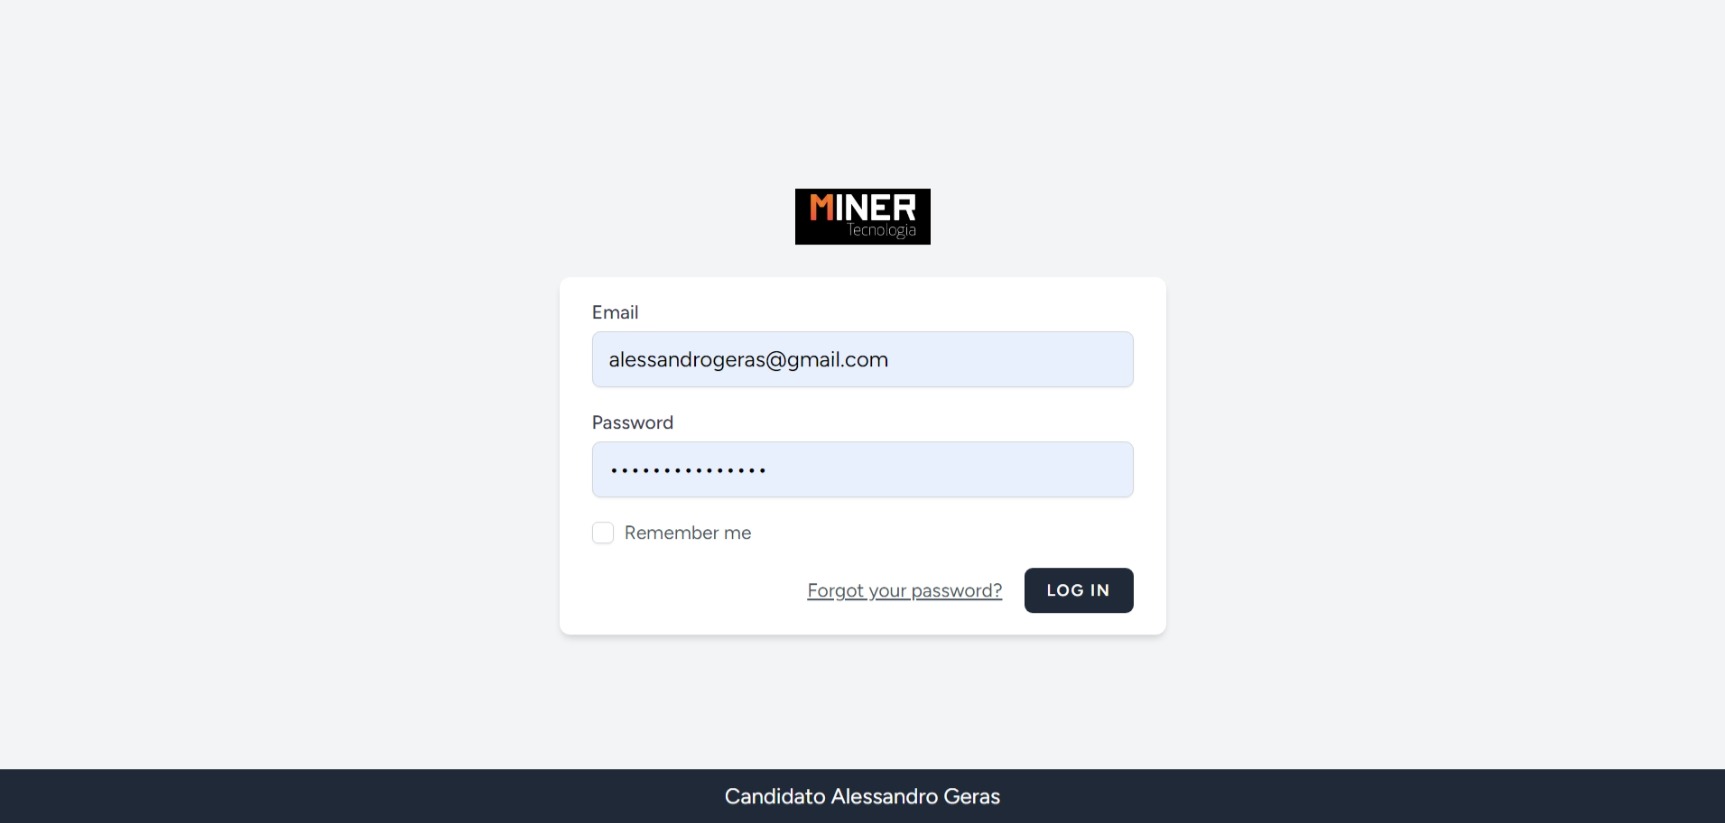 MINER
Tecnologia
Email
alessandrogeras@gmail.com
Password
•••••••••••••••
Remember me
Forgot your password?
LOG IN
Candidato Alessandro Geras